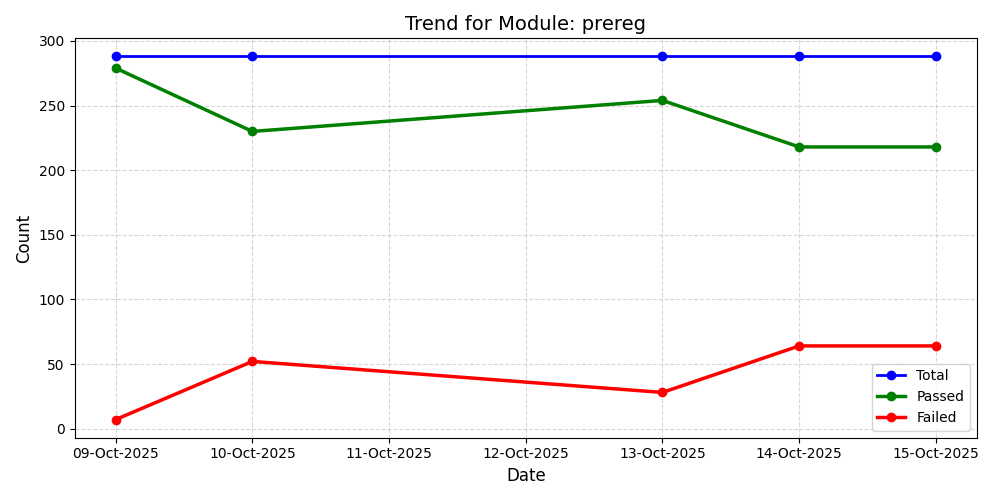 Trend for Module: prereg
300
250
200
150
100
50
0
Count
09-Oct-2025 10-Oct-2025 11-Oct-2025 12-Oct-2025 13-Oct-2025 14-Oct-2025 15-Oct-2025
Date
Total
Passed
Failed